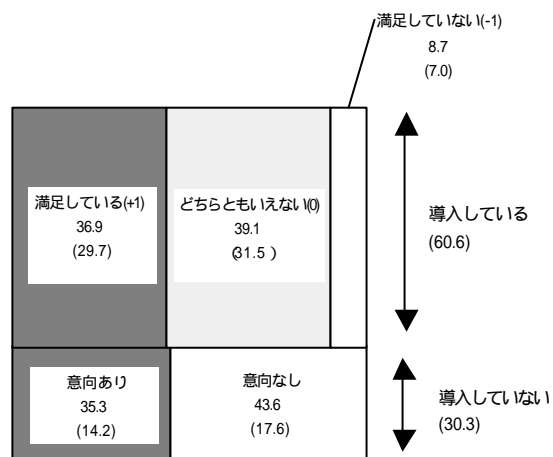 満足していない(-1)
8.7
(7.0)
満足している(+1)
36.9
(29.7)
どちらともいえない(0)
39.1
(31.5 )
導入している
(60.6)
意向あり
35.3
(14.2)
意向なし
43.6
(17.6)
導入していない
(30.3)